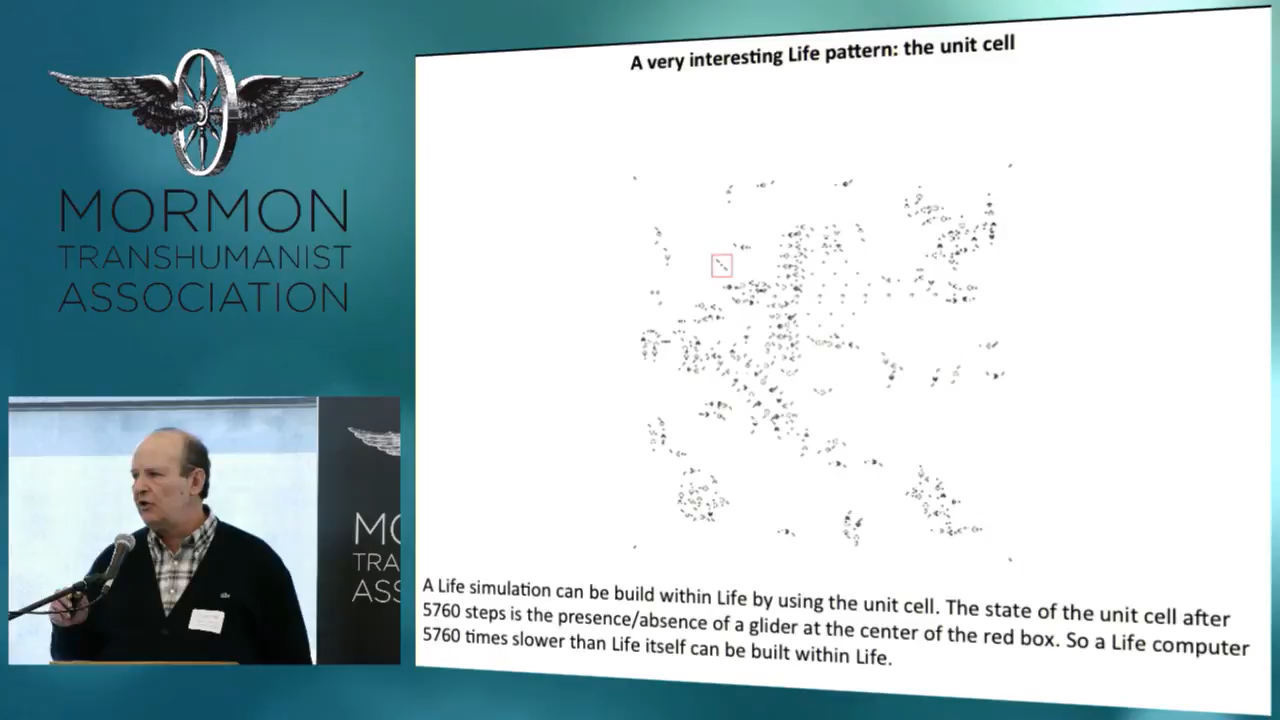 A very interesting Life pattern: the unit cell
MORMON
TRANSHUMANIST
ASSOCIATION
MO
TRA
ASS
A Life simulation can be build within Life by using the unit cell. The state of the unit cell after
5760 steps is the presence/absence of a glider at the center of the red box. So a Life computer
5760 times slower than Life itself can be built within Life.